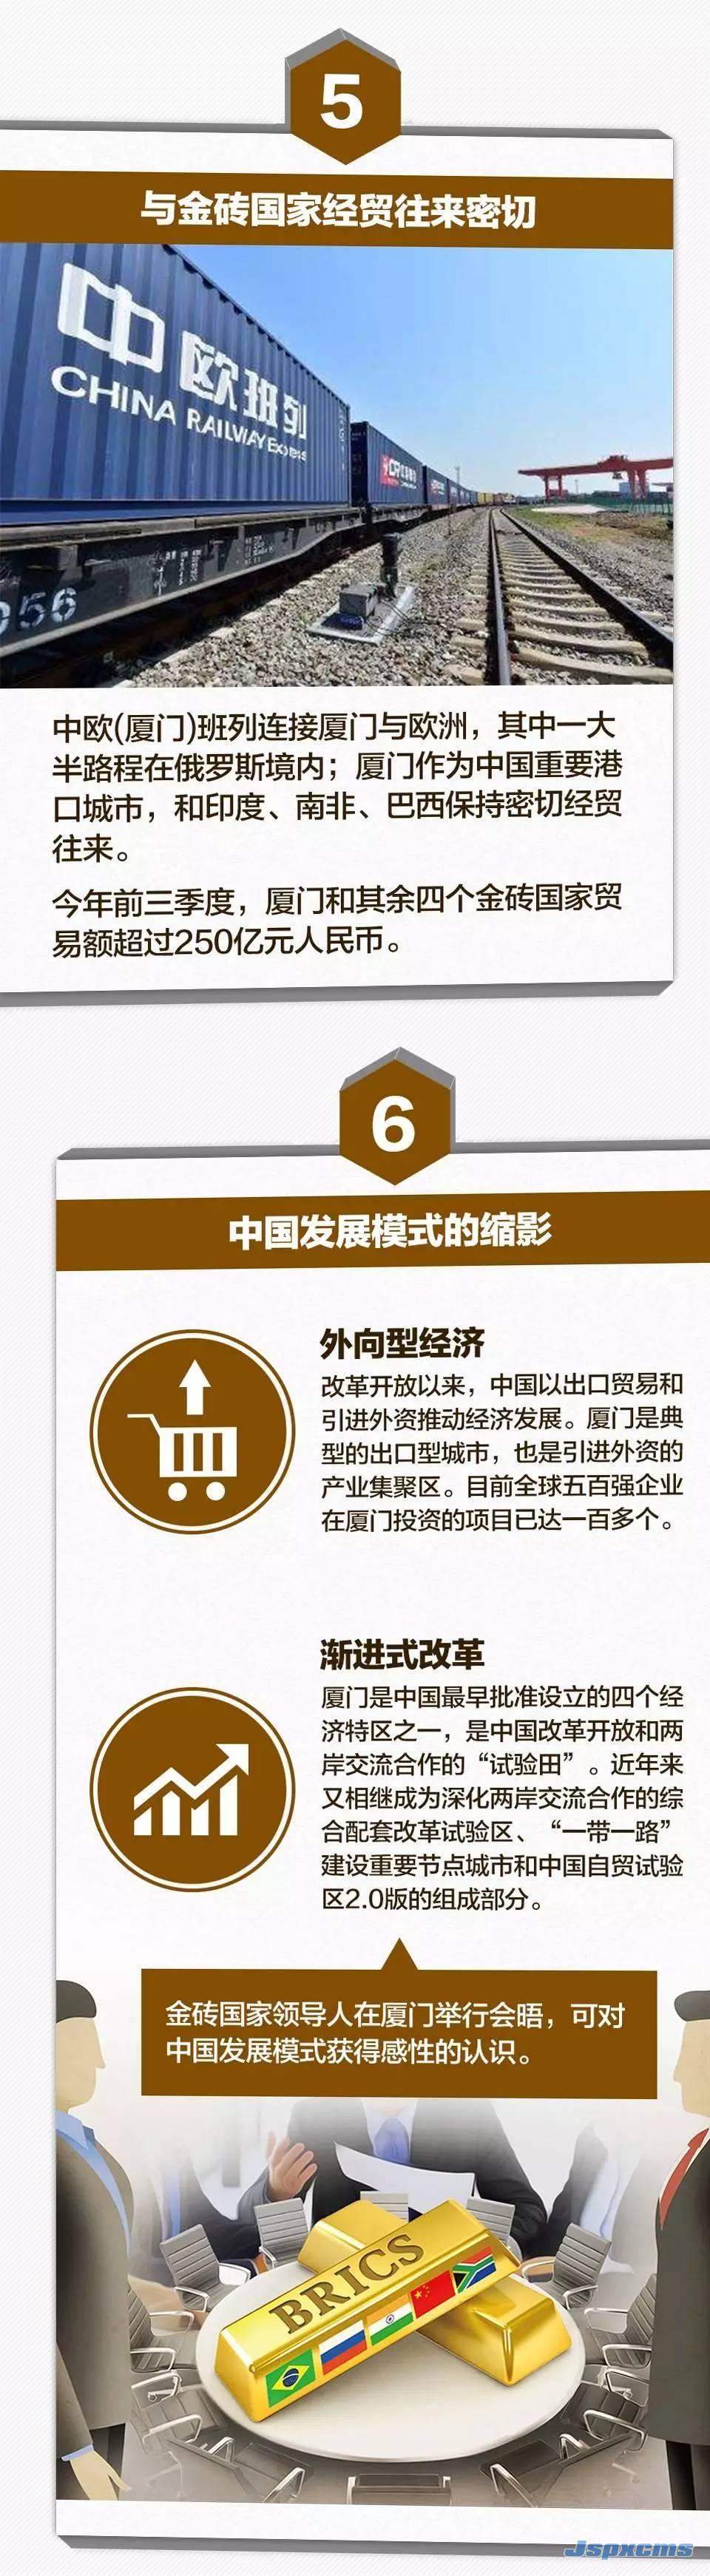 5
与金砖国家经贸往来密切
中欧班列
CHINA RAILWAY Express
056
中欧(厦门)班列连接厦门与欧洲，其中一大
半路程在俄罗斯境内；厦门作为中国重要港
口城市，和印度、南非、巴西保持密切经贸
往来。
今年前三季度，厦门和其余四个金砖国家贸
易额超过250亿元人民币。
6
中国发展模式的缩影
外向型经济
改革开放以来，中国以出口贸易和
引进外资推动经济发展。厦门是典
型的出口型城市，也是引进外资的
产业集聚区。目前全球五百强企业
在厦门投资的项目已达一百多个。
渐进式改革
厦门是中国最早批准设立的四个经
济特区之一，是中国改革开放和两
岸交流合作的“试验田”。近年来
又相继成为深化两岸交流合作的综
合配套改革试验区、“一带一路”
建设重要节点城市和中国自贸试验
区2.0版的组成部分。
金砖国家领导人在厦门举行会晤，可对
中国发展模式获得感性的认识。
BRICS
Jspxcms